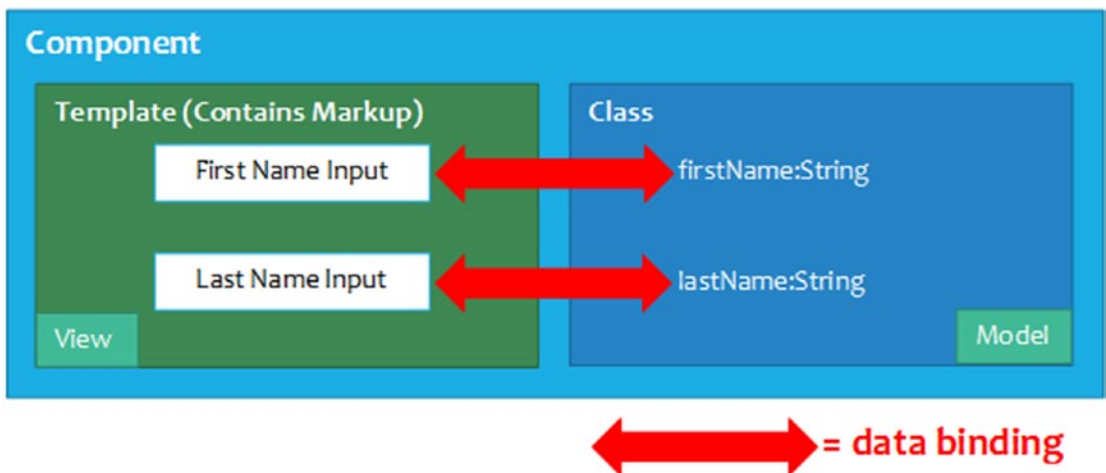 Component
Template (Contains Markup)
First Name Input
Last Name Input
View
Class
firstName:String
lastName:String
Model
= data binding